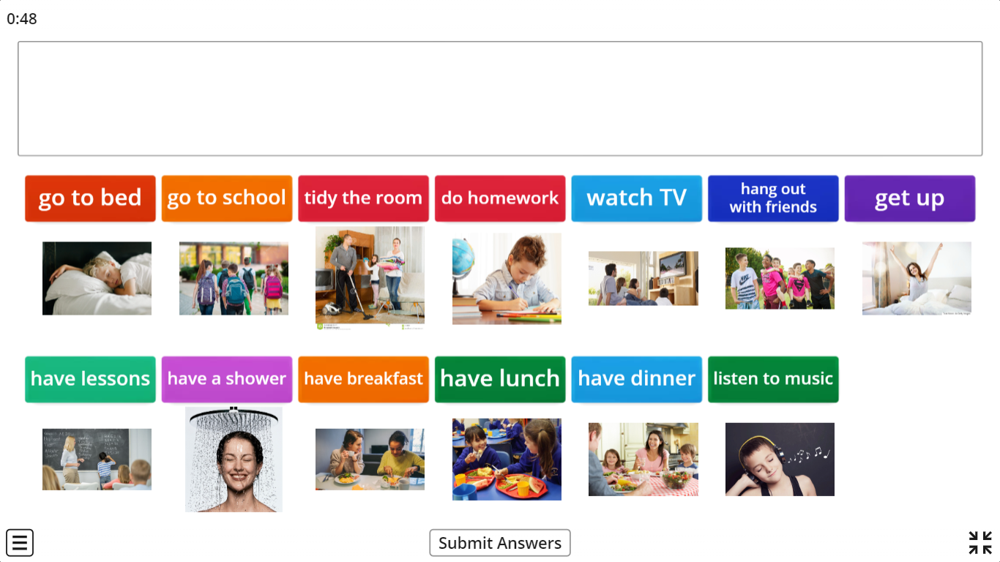 0:48
go to bed
go to school
tidy the room
do homework
watch TV
hang out
with friends
get up
have lessons
have a shower
have breakfast
have lunch
have dinner
listen to music
Submit Answers